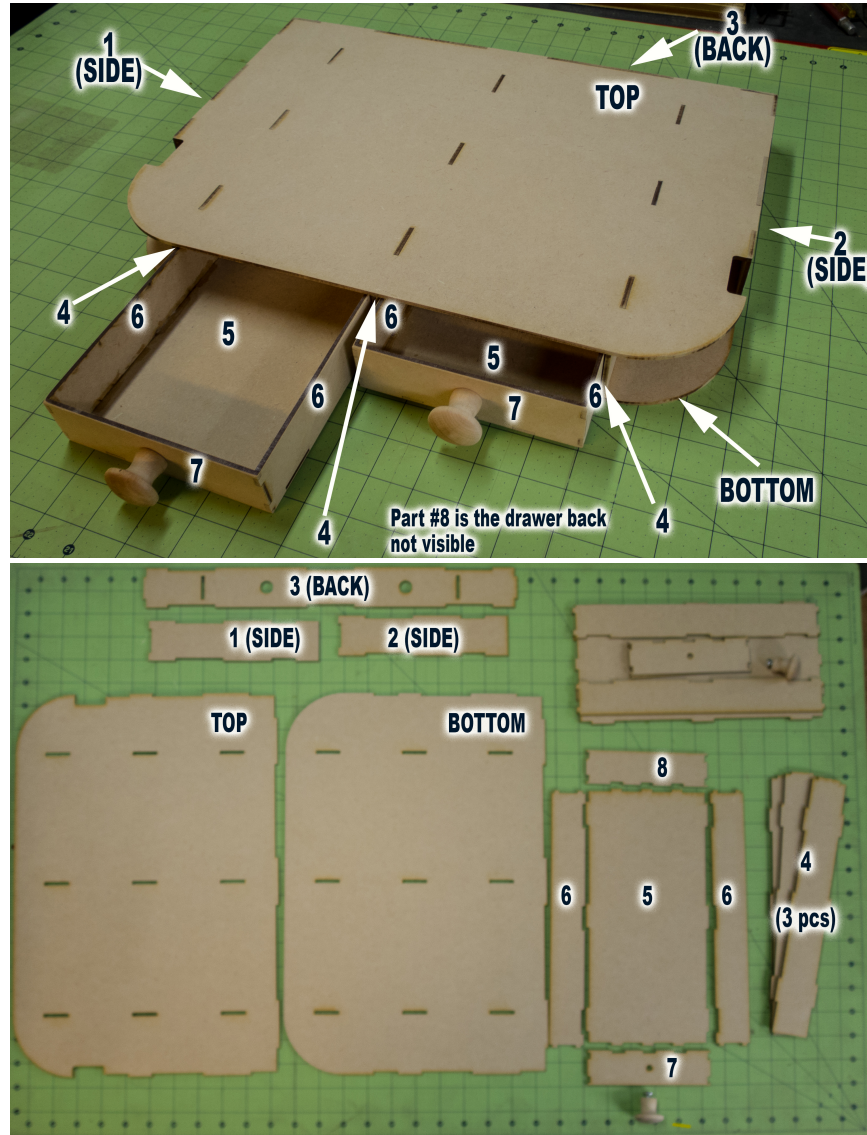 1
(SIDE)
3
(BACK)
TOP
2
(SIDE
4
6
5
6
6
5
7
6
7
4
4
BOTTOM
Part #8 is the drawer back
not visible
3 (BACK)
1 (SIDE)
2 (SIDE)
TOP
BOTTOM
8
4
6
5
6
(3 pcs)
7